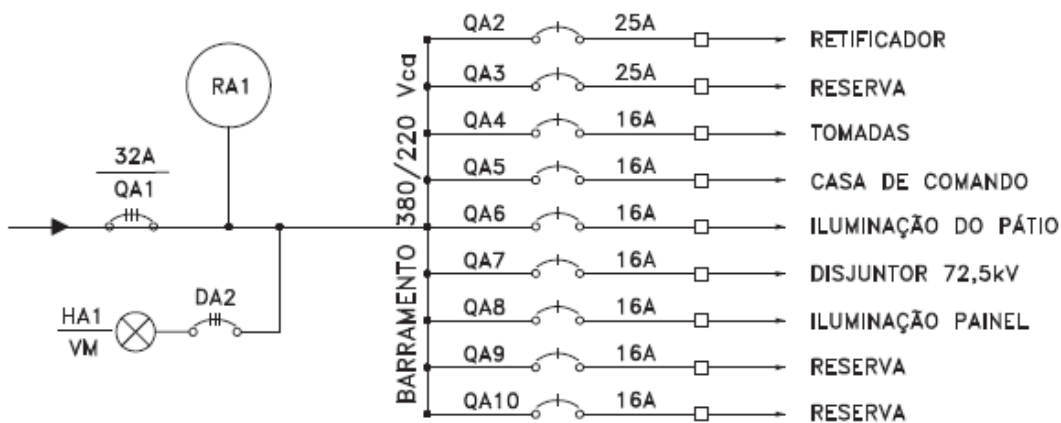 RA1
32A
QA1
HA1
VM
DA2
BARRAMENTO 380/220 Vca
QA2 25A RETIFICADOR
QA3 25A RESERVA
QA4 16A TOMADAS
QA5 16A CASA DE COMANDO
QA6 16A ILUMINAÇÃO DO PÁTIO
QA7 16A DISJUNTOR 72,5kV
QA8 16A ILUMINAÇÃO PAINEL
QA9 16A RESERVA
QA10 16A RESERVA